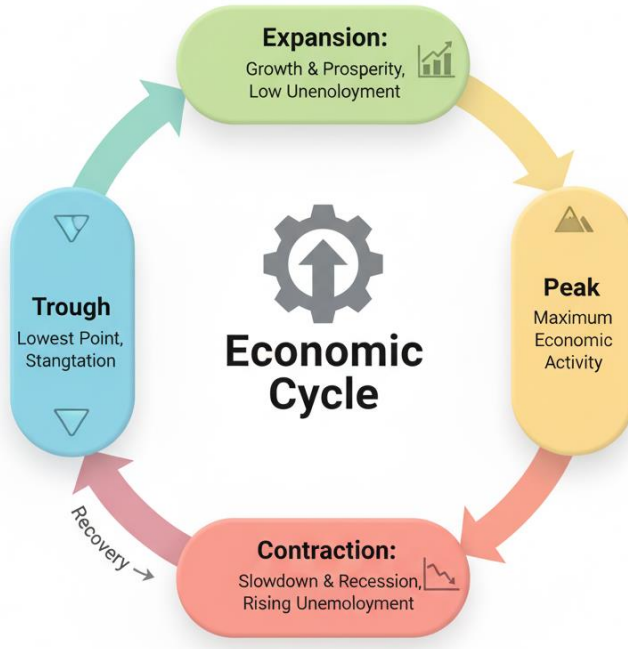 Expansion:
Growth & Prosperity,
Low Unenoloyment
Peak
Maximum
Economic
Activity
Contraction:
Slowdown & Recession,
Rising Unemoloyment
Recovery →
Trough
Lowest Point,
Stangtation
Economic
Cycle